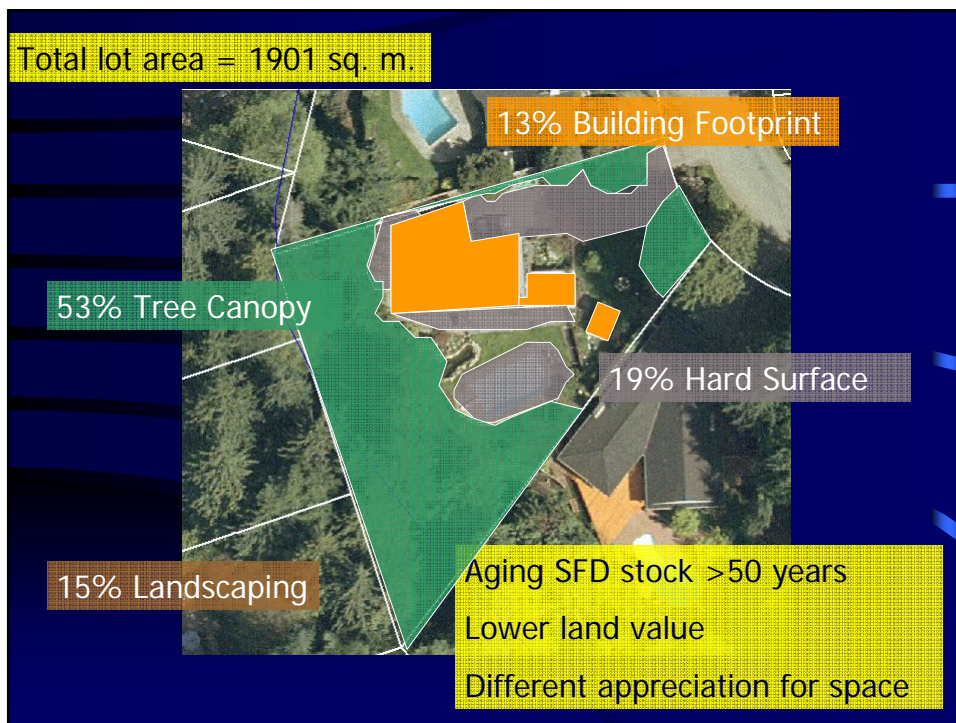 Total lot area = 1901 sq. m.
13% Building Footprint
53% Tree Canopy
19% Hard Surface
15% Landscaping
Aging SFD stock >50 years
Lower land value
Different appreciation for space